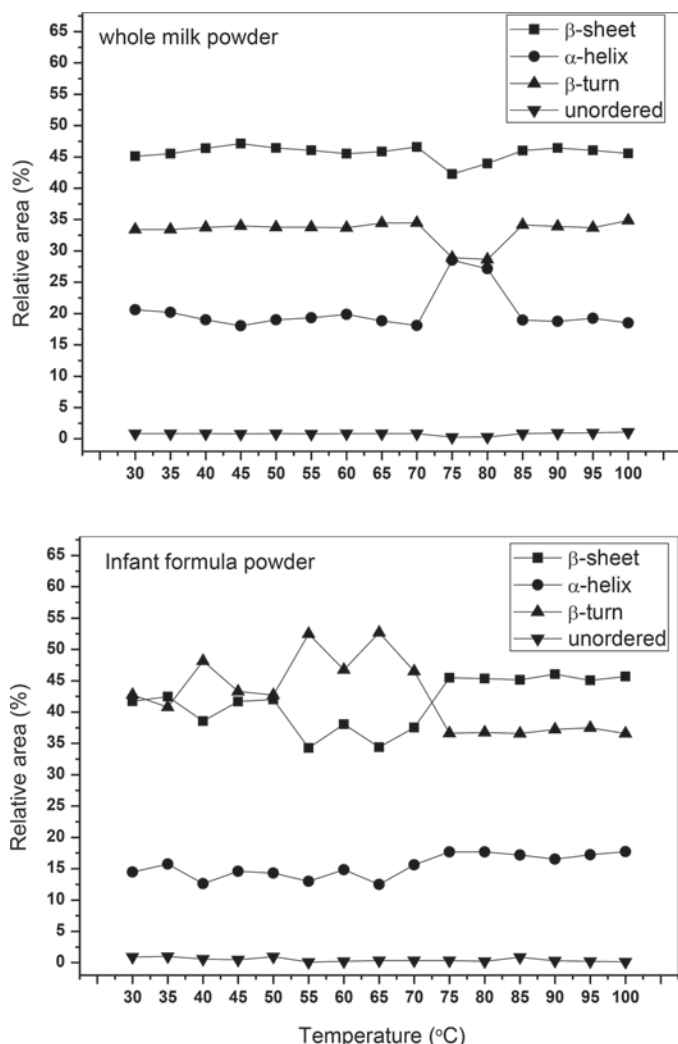 whole milk powder
β-sheet
α-helix
β-turn
unordered
Relative area (%)
65
60
55
50
45
40
35
30
25
20
15
10
5
0
30 35 40 45 50 55 60 65 70 75 80 85 90 95 100
Infant formula powder
β-sheet
α-helix
β-turn
unordered
Relative area (%)
65
60
55
50
45
40
35
30
25
20
15
10
5
0
30 35 40 45 50 55 60 65 70 75 80 85 90 95 100
Temperature (°C)